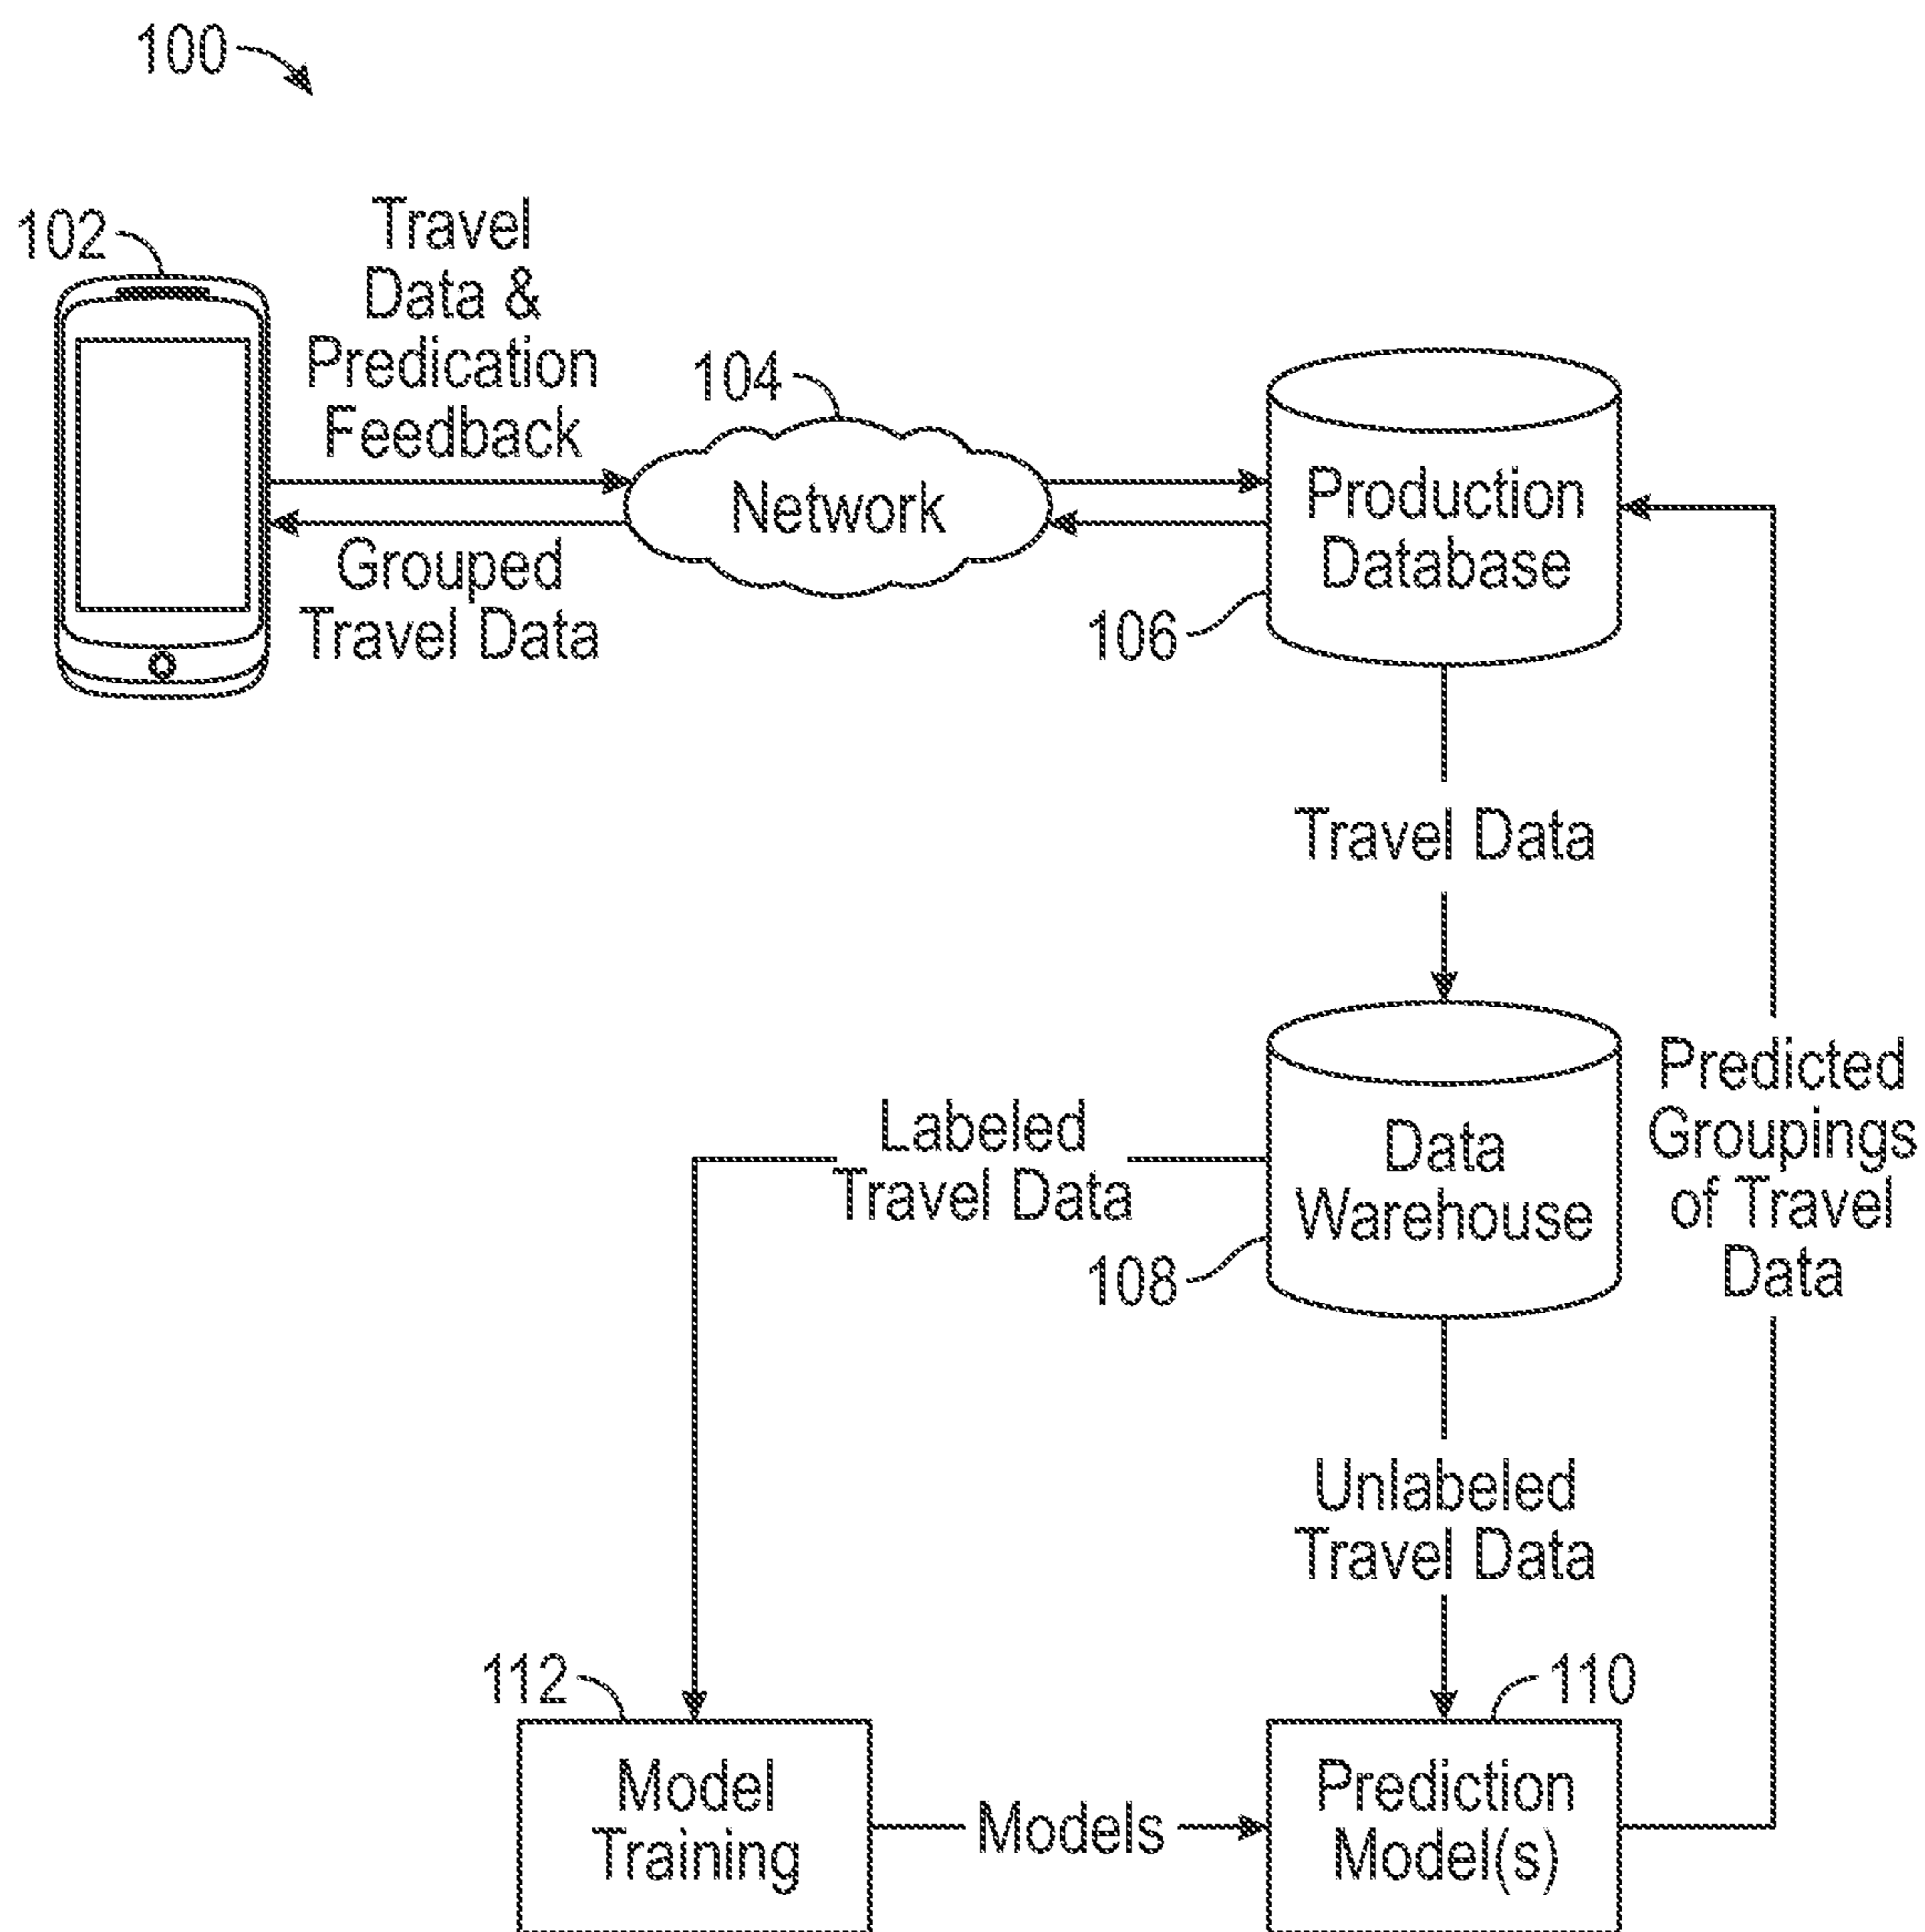 100
102
Travel
Data &
Predication
Feedback
104
Network
Grouped
Travel Data
Production
Database
106
Travel Data
Labeled
Travel Data
Data
Warehouse
108
Predicted
Groupings
of Travel
Data
Unlabeled
Travel Data
112
110
Model
Training
Models
Prediction
Model(s)